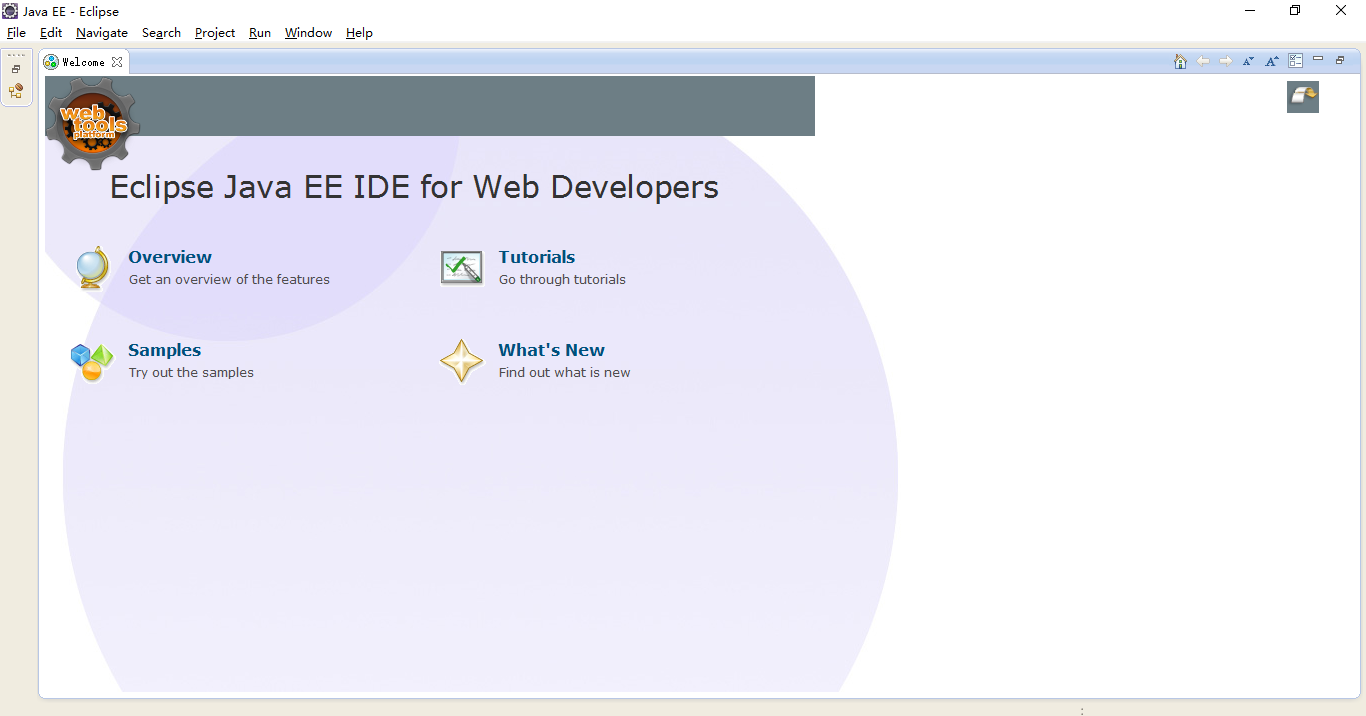 Java EE - Eclipse
File Edit Navigate Search Project Run Window Help
Welcome
web
tools
platform
Eclipse Java EE IDE for Web Developers
Overview
Get an overview of the features
Tutorials
Go through tutorials
Samples
Try out the samples
What's New
Find out what is new